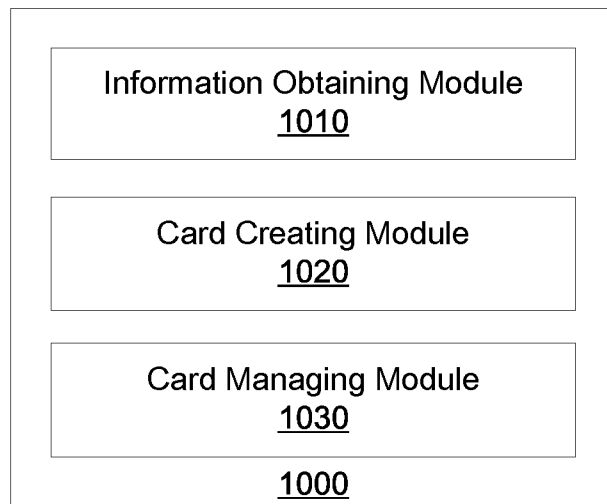 Information Obtaining Module
1010
Card Creating Module
1020
Card Managing Module
1030
1000